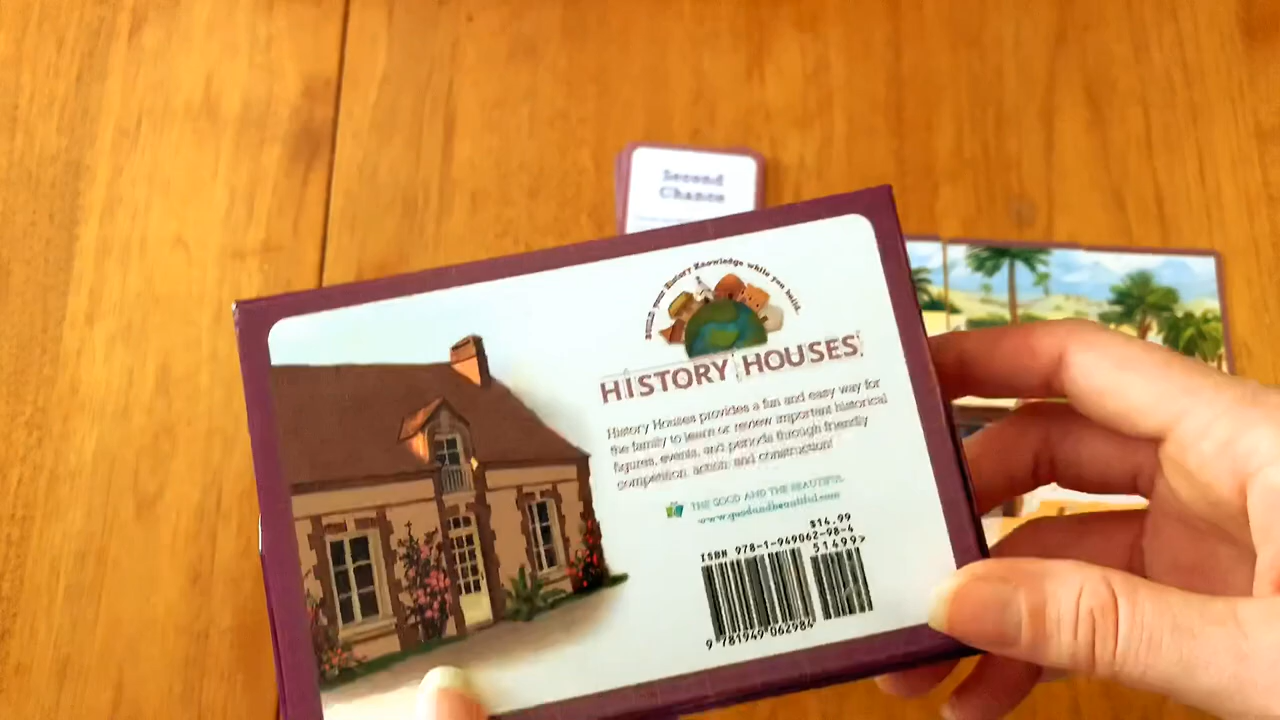 Second
Chance
BUILD your History Knowledge while you build.
HISTORY HOUSES
History Houses provides a fun and easy way for
the family to learn or review important historical
figures, events, and periods through friendly
competition, action, and construction!
THE GOOD AND THE BEAUTIFUL
www.goodandbeautiful.com
$14.99
ISBN 978-1-949062-98-4
51499>
9 781949 062984